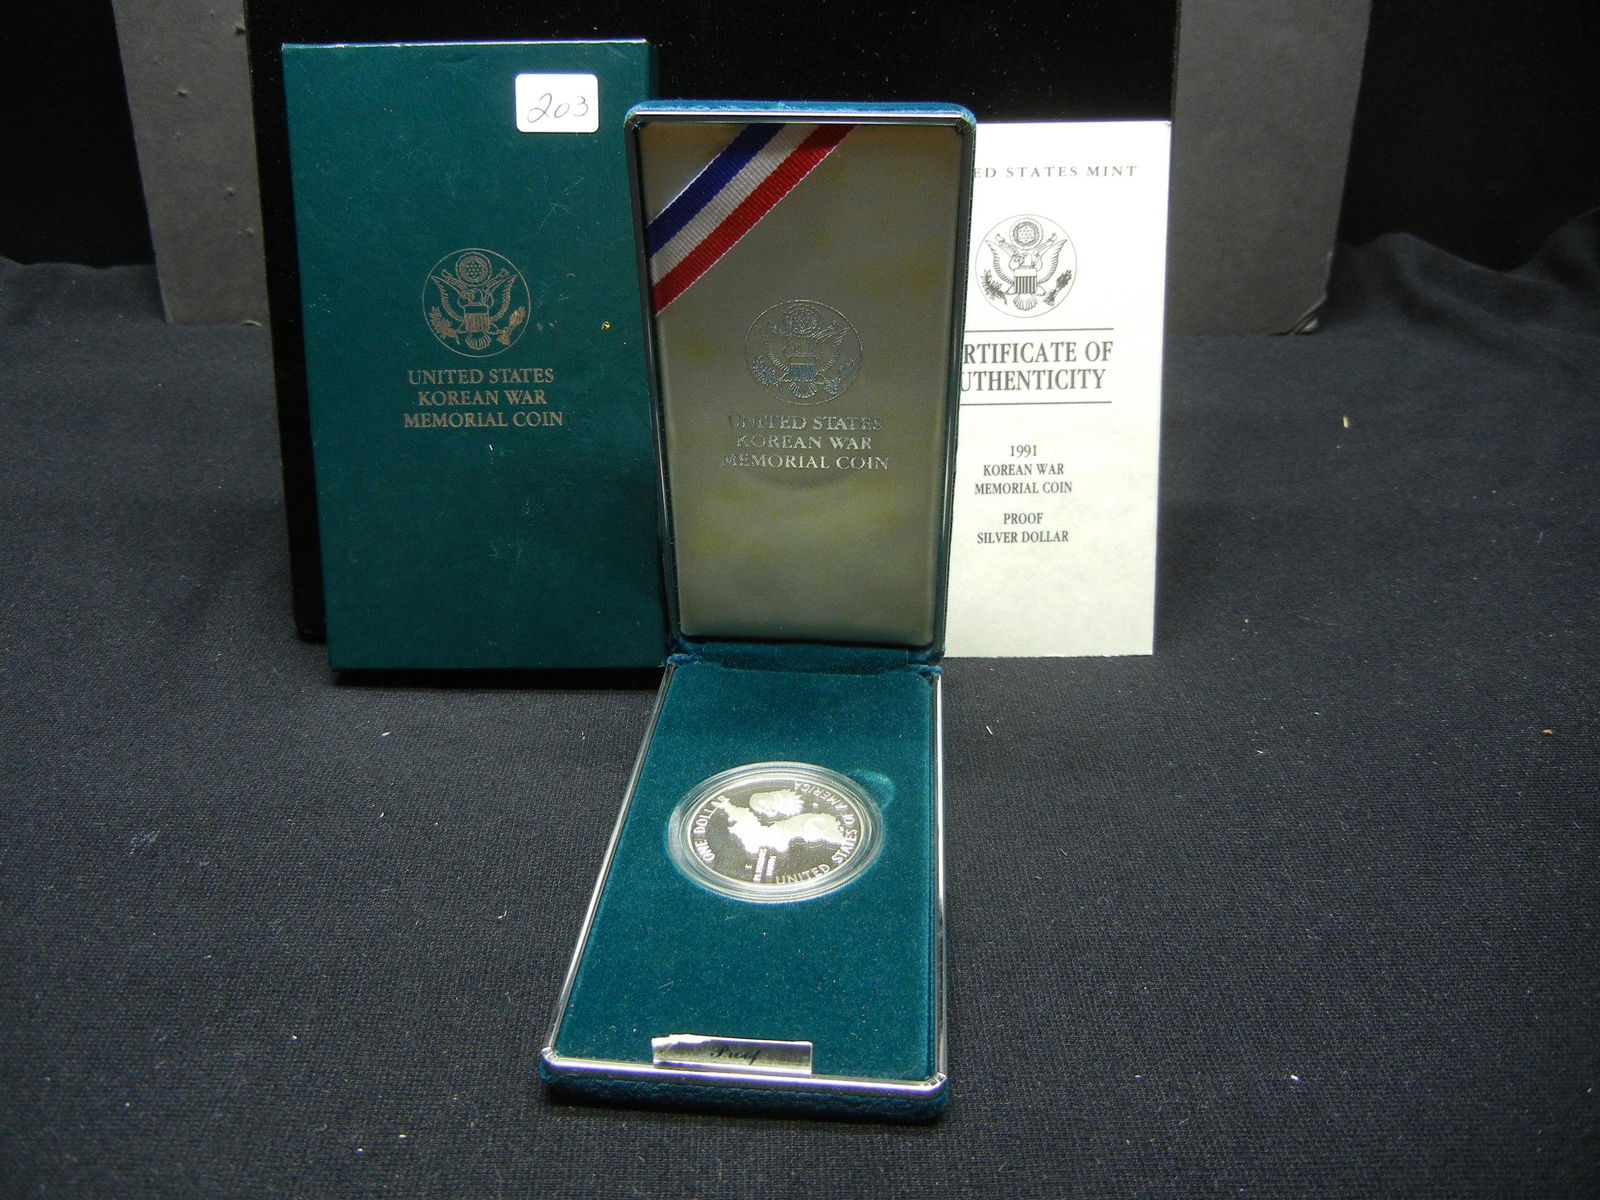 203
UNITED STATES
KOREAN WAR
MEMORIAL COIN
UNITED STATES
KOREAN WAR
MEMORIAL COIN
ED STATES MINT
RTIFICATE OF
UTHENTICITY
1991
KOREAN WAR
MEMORIAL COIN
PROOF
SILVER DOLLAR
ONE DOLLAR
UNITED STATES OF AMERICA
Proof